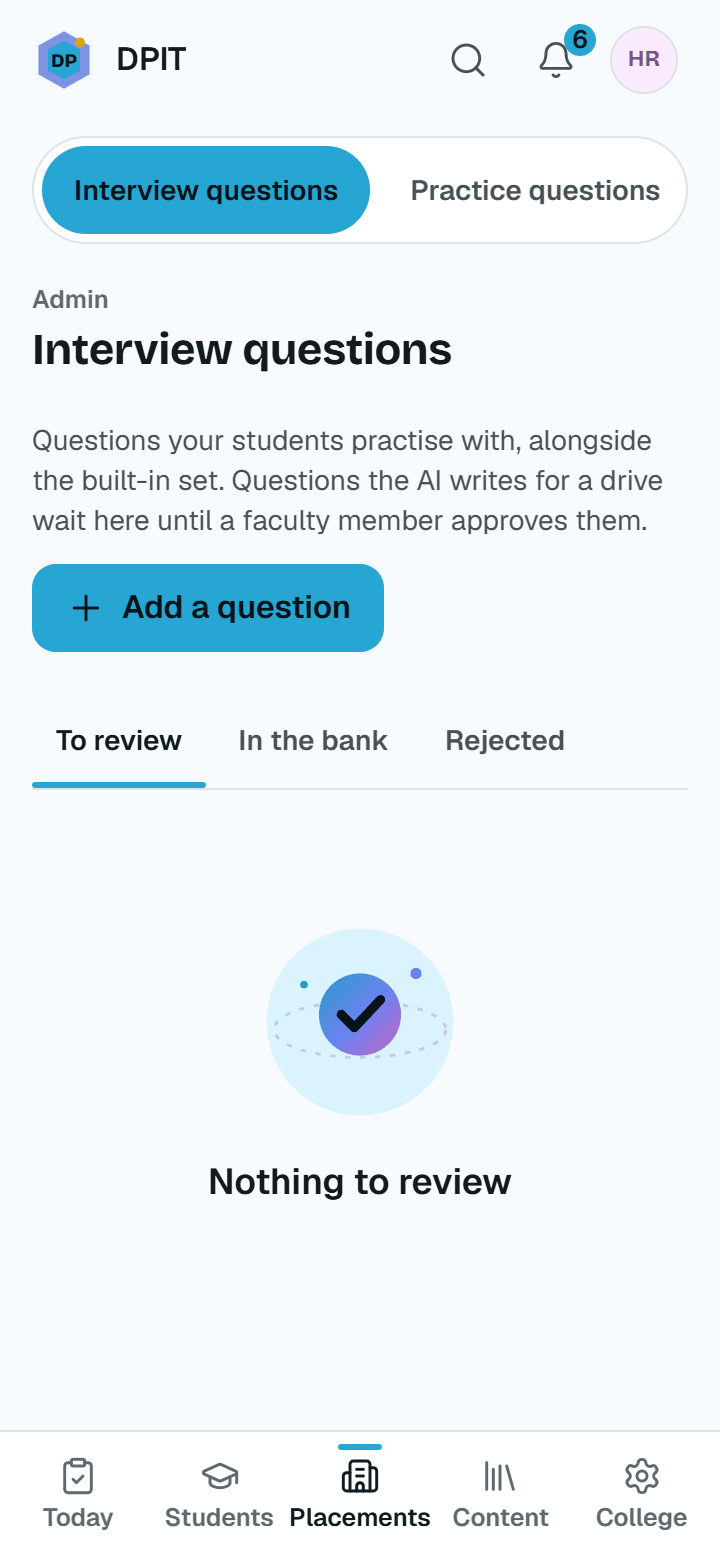 DP
DPIT
6
HR
Interview questions
Practice questions
Admin
Interview questions
Questions your students practise with, alongside
the built-in set. Questions the AI writes for a drive
wait here until a faculty member approves them.
Add a question
To review
In the bank
Rejected
Nothing to review
Today
Students
Placements
Content
College